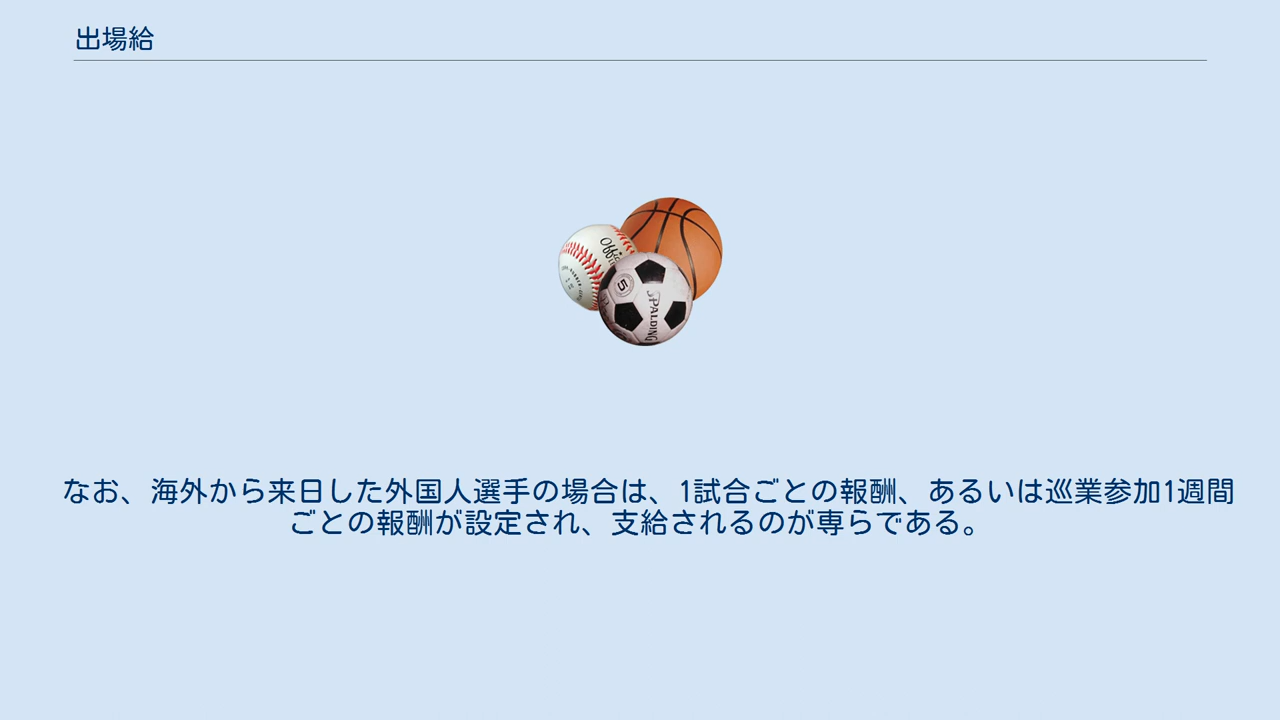 出場給
Offi
5
SPALDING
なお、海外から来日した外国人選手の場合は、1試合ごとの報酬、あるいは巡業参加1週間
ごとの報酬が設定され、支給されるのが専らである。